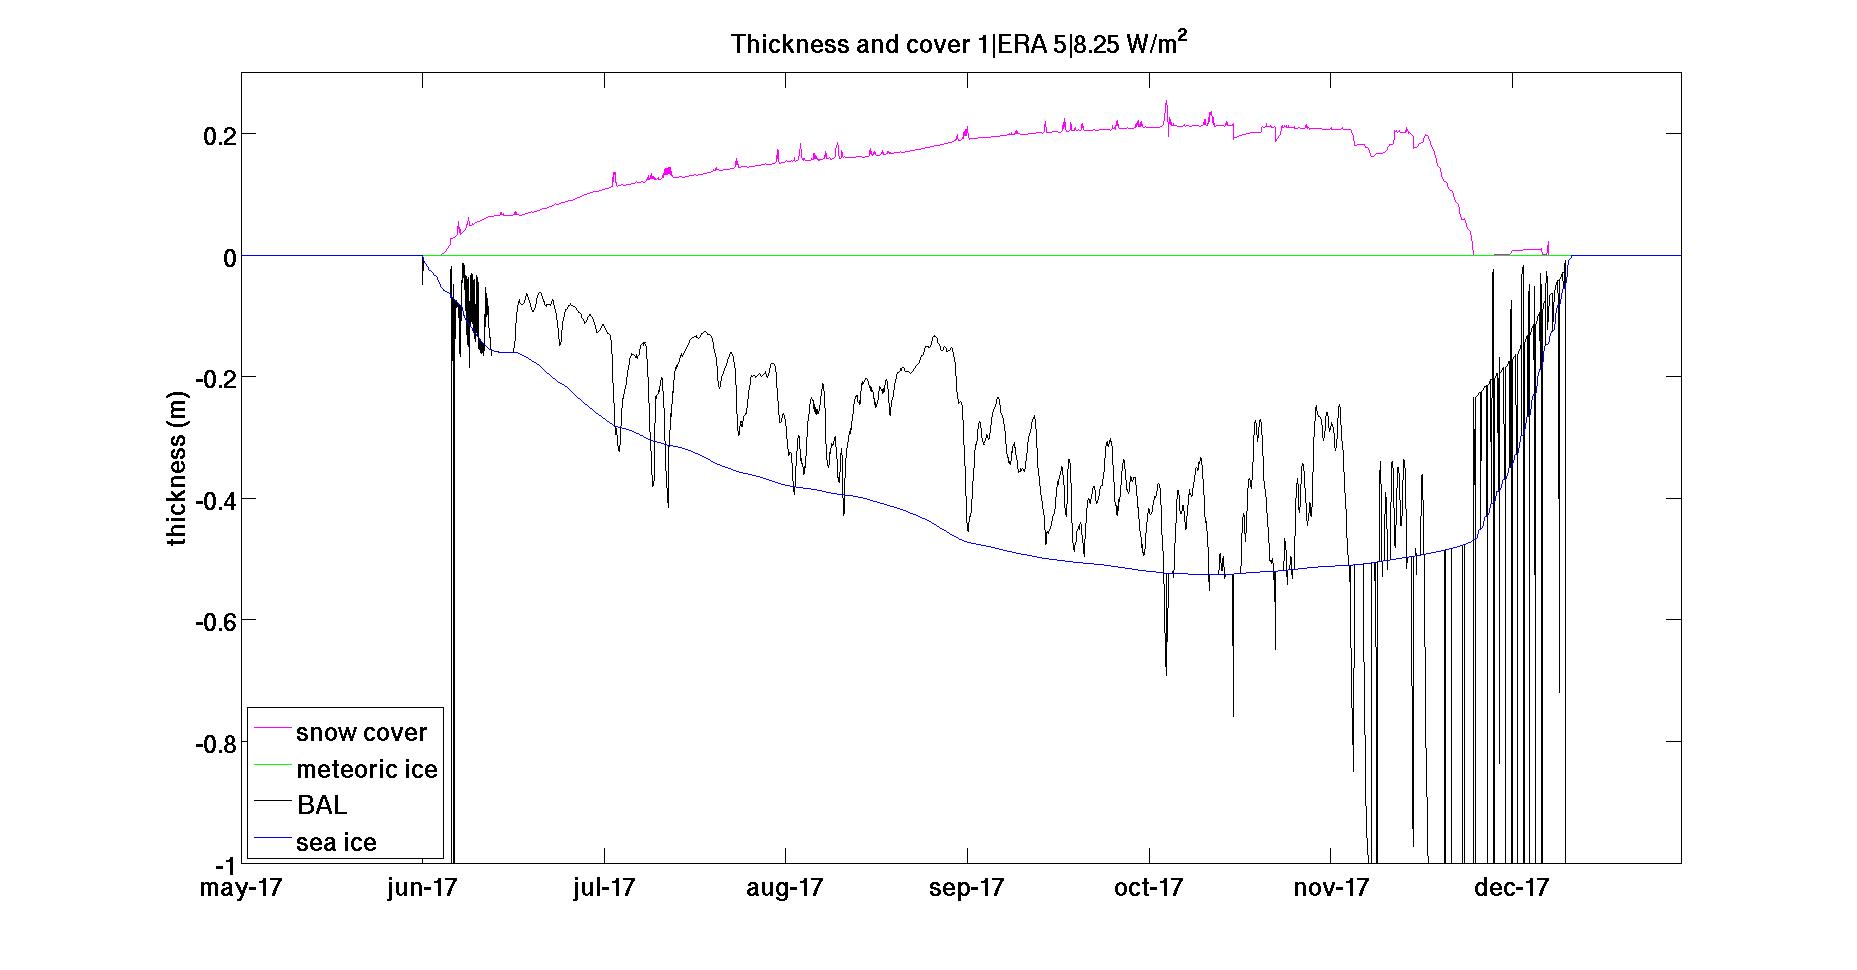 Thickness and cover 1|ERA 5|8.25 W/m²
thickness (m)
0.2
0
-0.2
-0.4
-0.6
-0.8
-1
snow cover
meteoric ice
BAL
sea ice
may-17 jun-17 jul-17 aug-17 sep-17 oct-17 nov-17 dec-17